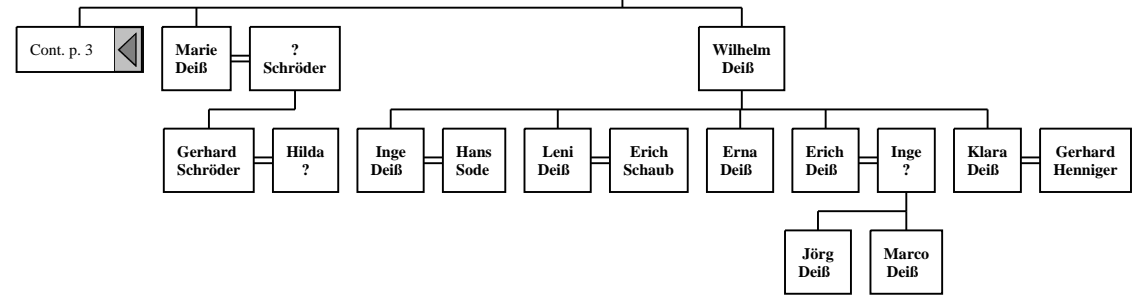 Cont. p. 3
Marie
Deiß
?
Schröder
Wilhelm
Deiß
Gerhard
Schröder
Hilda
?
Inge
Deiß
Hans
Sode
Leni
Deiß
Erich
Schaub
Erna
Deiß
Erich
Deiß
Inge
?
Klara
Deiß
Gerhard
Henniger
Jörg
Deiß
Marco
Deiß